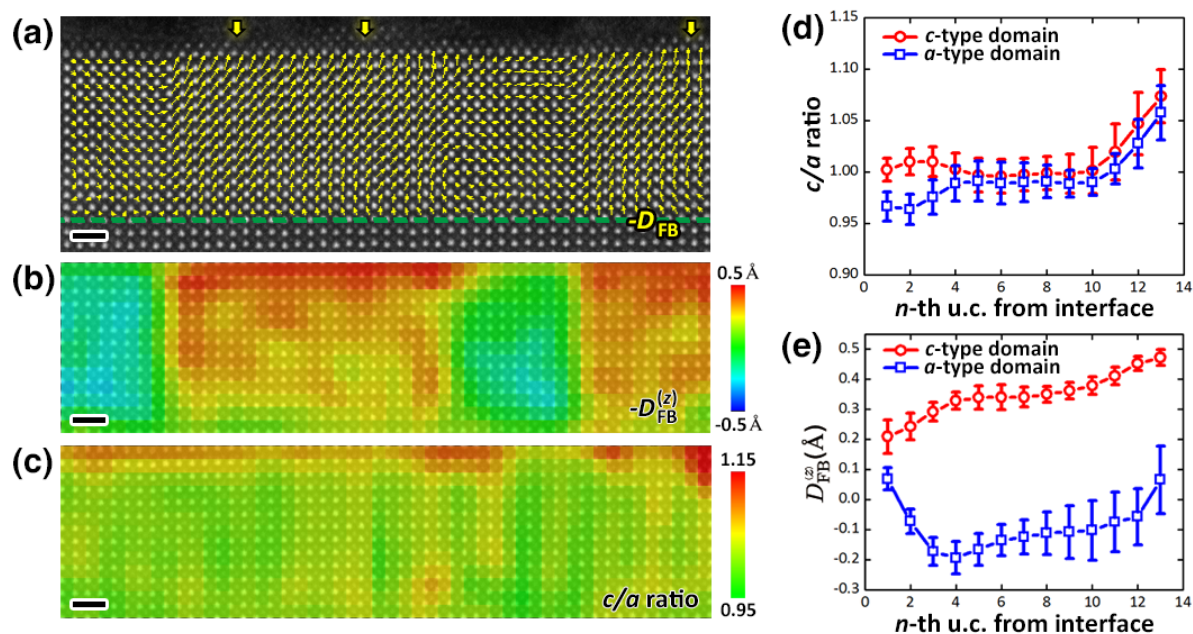 (a)
-D FB
(b)
0.5 Å
-0.5 Å
-D FB (z)
(c)
1.15
0.95
c/a ratio
(d)
1.15
1.10
1.05
1.00
0.95
0.90
c/a ratio
c-type domain
a-type domain
0 2 4 6 8 10 12 14
n-th u.c. from interface
(e)
0.5
0.4
0.3
0.2
0.1
0.0
-0.1
-0.2
-0.3
D FB (z) (Å)
c-type domain
a-type domain
0 2 4 6 8 10 12 14
n-th u.c. from interface